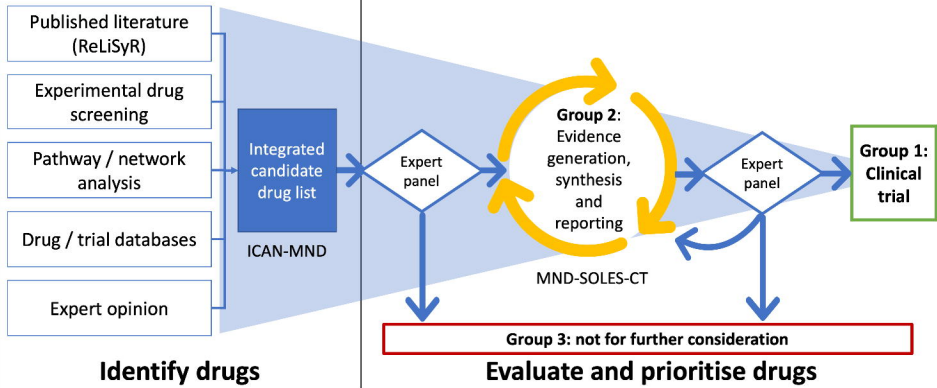 Published literature
(ReLiSyR)
Experimental drug
screening
Pathway / network
analysis
Drug / trial databases
Expert opinion
Integrated
candidate
drug list
ICAN-MND
Expert
panel
Group 2:
Evidence
generation,
synthesis
and
reporting
MND-SOLES-CT
Expert
panel
Group 1:
Clinical
trial
Group 3: not for further consideration
Identify drugs
Evaluate and prioritise drugs